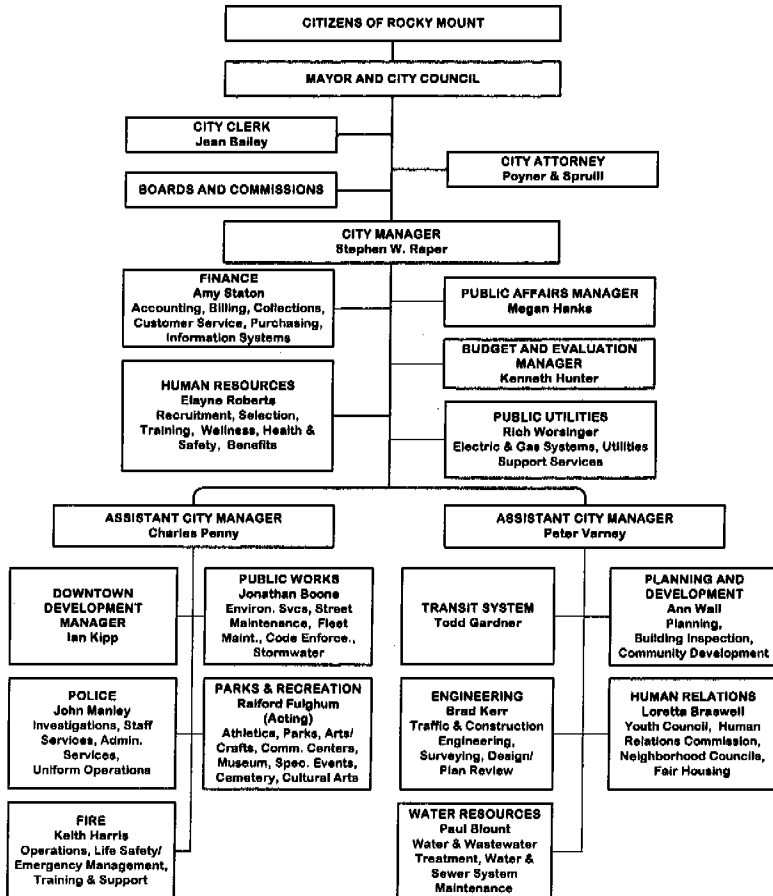 CITIZENS OF ROCKY MOUNT
MAYOR AND CITY COUNCIL
CITY CLERK
Jean Bailey
CITY ATTORNEY
Poyner & Spruill
BOARDS AND COMMISSIONS
CITY MANAGER
Stephen W. Raper
FINANCE
Amy Staton
Accounting, Billing, Collections,
Customer Service, Purchasing,
Information Systems
PUBLIC AFFAIRS MANAGER
Megan Hanks
BUDGET AND EVALUATION
MANAGER
Kenneth Hunter
HUMAN RESOURCES
Elayne Roberts
Recruitment, Selection,
Training, Wellness, Health &
Safety, Benefits
PUBLIC UTILITIES
Rich Worsinger
Electric & Gas Systems, Utilities
Support Services
ASSISTANT CITY MANAGER
Charles Penny
ASSISTANT CITY MANAGER
Peter Varney
DOWNTOWN
DEVELOPMENT
MANAGER
Ian Kipp
PUBLIC WORKS
Jonathan Boone
Environ. Svcs, Street
Maintenance, Fleet
Maint., Code Enforce.,
Stormwater
TRANSIT SYSTEM
Todd Gardner
PLANNING AND
DEVELOPMENT
Ann Wall
Planning,
Building Inspection,
Community Development
POLICE
John Manley
Investigations, Staff
Services, Admin.
Services,
Uniform Operations
PARKS & RECREATION
Raiford Fulghum
(Acting)
Athletics, Parks, Arts/
Crafts, Comm. Centers,
Museum, Spec. Events,
Cemetery, Cultural Arts
ENGINEERING
Brad Kerr
Traffic & Construction
Engineering,
Surveying, Design/
Plan Review
HUMAN RELATIONS
Loretta Braswell
Youth Council, Human
Relations Commission,
Neighborhood Councils,
Fair Housing
FIRE
Keith Harris
Operations, Life Safety/
Emergency Management,
Training & Support
WATER RESOURCES
Paul Blount
Water & Wastewater
Treatment, Water &
Sewer System
Maintenance